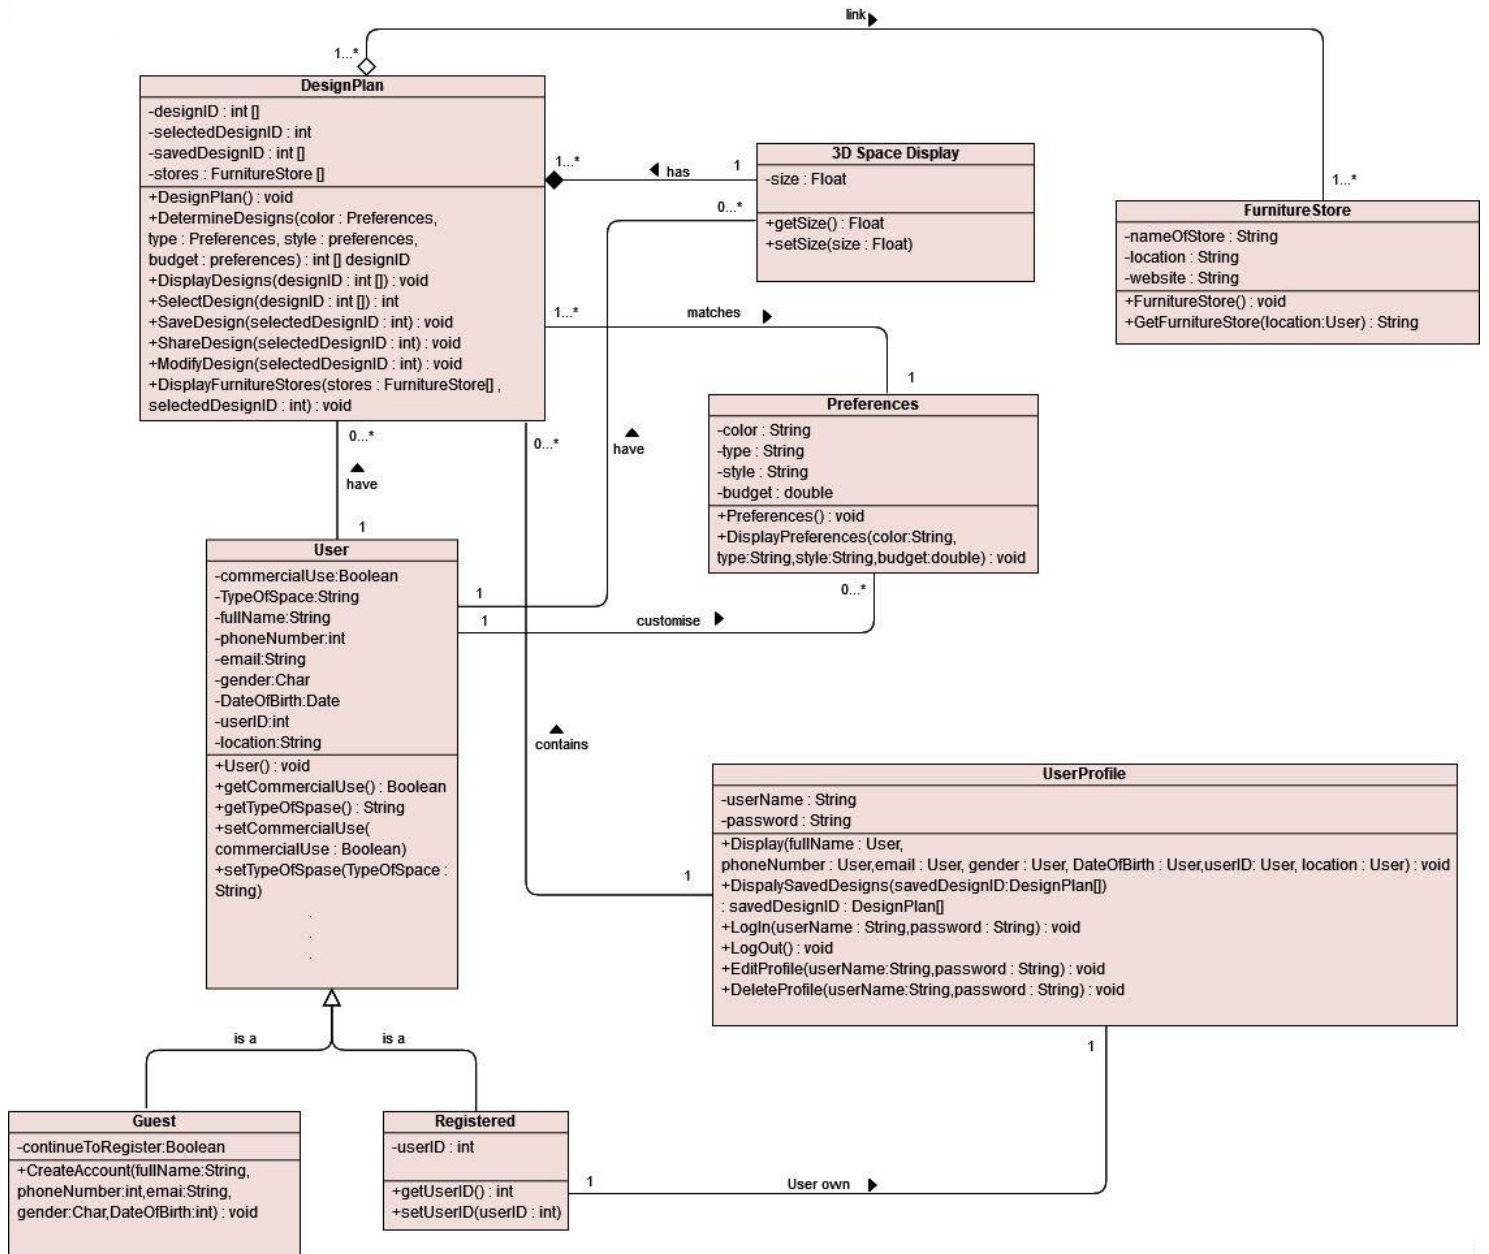 link
1...*
DesignPlan
-designID : int []
-selectedDesignID : int
-savedDesignID : int []
-stores : FurnitureStore []
+DesignPlan() : void
+DetermineDesigns(color : Preferences,
type : Preferences, style : preferences,
budget : preferences) : int [] designID
+DisplayDesigns(designID : int []) : void
+SelectDesign(designID : int []) : int
+SaveDesign(selectedDesignID : int) : void
+ShareDesign(selectedDesignID : int) : void
+ModifyDesign(selectedDesignID : int) : void
+DisplayFurnitureStores(stores : FurnitureStore[] ,
selectedDesignID : int) : void
1...*
has
1
0...*
3D Space Display
-size : Float
+getSize() : Float
+setSize(size : Float)
1...*
FurnitureStore
-nameOfStore : String
-location : String
-website : String
+FurnitureStore() : void
+GetFurnitureStore(location:User) : String
1...*
matches
1
Preferences
-color : String
-type : String
-style : String
-budget : double
+Preferences() : void
+DisplayPreferences(color:String,
type:String,style:String,budget:double) : void
0...*
0...*
have
1
0...*
have
User
-commercialUse:Boolean
-TypeOfSpace:String
-fullName:String
-phoneNumber:int
-email:String
-gender:Char
-DateOfBirth:Date
-userID:int
-location:String
+User() : void
+getCommercialUse() : Boolean
+getTypeOfSpase() : String
+setCommercialUse(
commercialUse : Boolean)
+setTypeOfSpase(TypeOfSpace :
String)
.
.
.
1
1
customise
contains
1
UserProfile
-userName : String
-password : String
+Display(fullName : User,
phoneNumber : User,email : User, gender : User, DateOfBirth : User,userID: User, location : User) : void
+DispalySavedDesigns(savedDesignID:DesignPlan[])
: savedDesignID : DesignPlan[]
+LogIn(userName : String,password : String) : void
+LogOut() : void
+EditProfile(userName:String,password : String) : void
+DeleteProfile(userName:String,password : String) : void
1
is a
is a
Guest
-continueToRegister:Boolean
+CreateAccount(fullName:String,
phoneNumber:int,emai:String,
gender:Char,DateOfBirth:int) : void
Registered
-userID : int
+getUserID() : int
+setUserID(userID : int)
1
User own